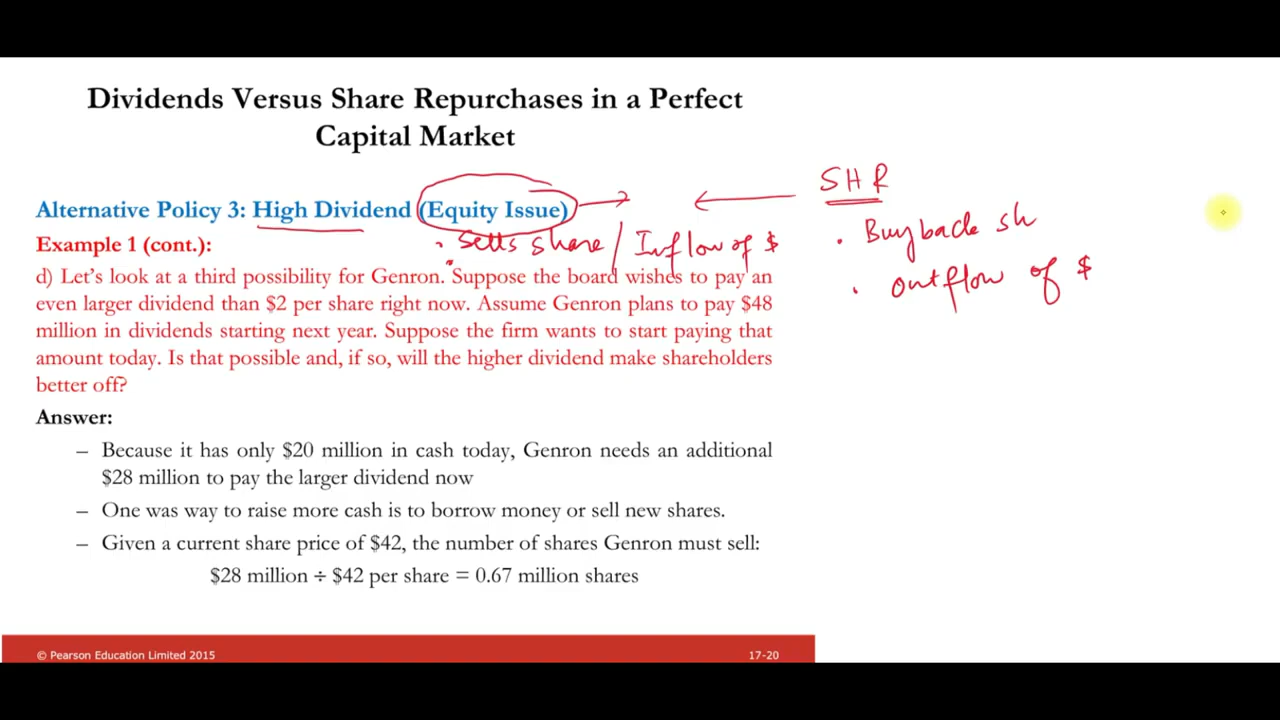 Dividends Versus Share Repurchases in a Perfect
Capital Market
SHR
Alternative Policy 3: High Dividend (Equity Issue)
Example 1 (cont.):
• Sells share / Inflow of $
• Buyback sh
d) Let's look at a third possibility for Genron. Suppose the board wishes to pay an
• outflow of $
even larger dividend than $2 per share right now. Assume Genron plans to pay $48
million in dividends starting next year. Suppose the firm wants to start paying that
amount today. Is that possible and, if so, will the higher dividend make shareholders
better off?
Answer:
– Because it has only $20 million in cash today, Genron needs an additional
$28 million to pay the larger dividend now
– One was way to raise more cash is to borrow money or sell new shares.
– Given a current share price of $42, the number of shares Genron must sell:
$28 million ÷ $42 per share = 0.67 million shares
© Pearson Education Limited 2015
17-20